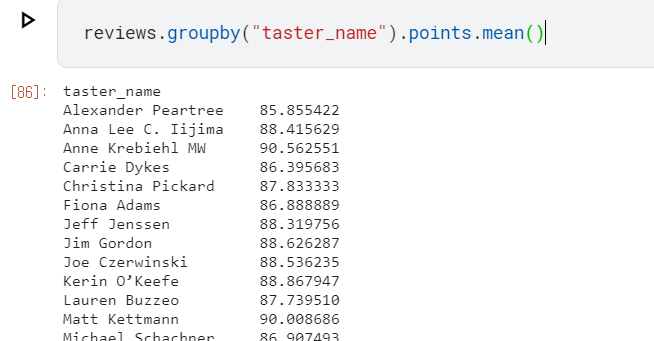 reviews.groupby("taster_name").points.mean()
[86]: taster_name
Alexander Peartree 85.855422
Anna Lee C. Iijima 88.415629
Anne Krebiehl MW 90.562551
Carrie Dykes 86.395683
Christina Pickard 87.833333
Fiona Adams 86.888889
Jeff Jenssen 88.319756
Jim Gordon 88.626287
Joe Czerwinski 88.536235
Kerin O’Keefe 88.867947
Lauren Buzzeo 87.739510
Matt Kettmann 90.008686
Michael Schachner 86.907493